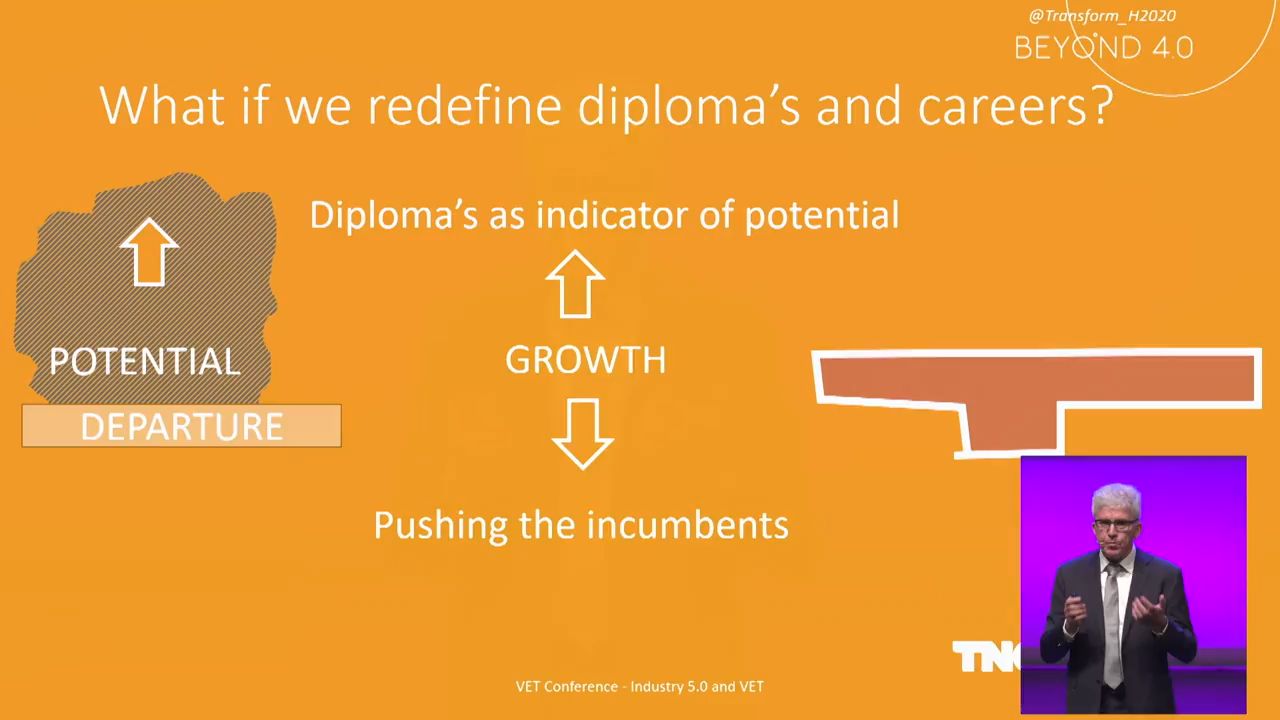 @Transform_H2020
BEYOND 4.0
What if we redefine diploma's and careers?
Diploma's as indicator of potential
POTENTIAL
GROWTH
DEPARTURE
Pushing the incumbents
VET Conference - Industry 5.0 and VET